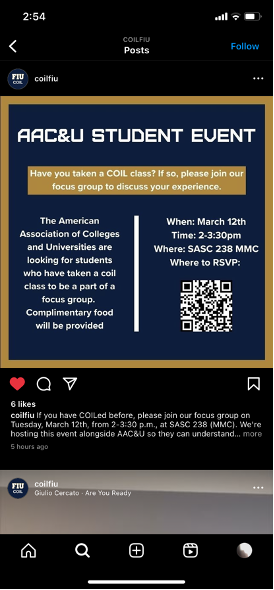 2:54
COILFIU
Posts
Follow
FIU
COIL
coilfiu
AAC&U STUDENT EVENT
Have you taken a COIL class? If so, please join our
focus group to discuss your experience.
The American
Association of Colleges
and Universities are
looking for students
who have taken a coil
class to be a part of a
focus group.
Complimentary food
will be provided
When: March 12th
Time: 2-3:30pm
Where: SASC 238 MMC
Where to RSVP:
6 likes
coilfiu If you have COILed before, please join our focus group on
Tuesday, March 12th, from 2-3:30 p.m., at SASC 238 (MMC). We're
hosting this event alongside AAC&U so they can understand... more
5 hours ago
FIU
COIL
coilfiu
Giulio Cercato · Are You Ready